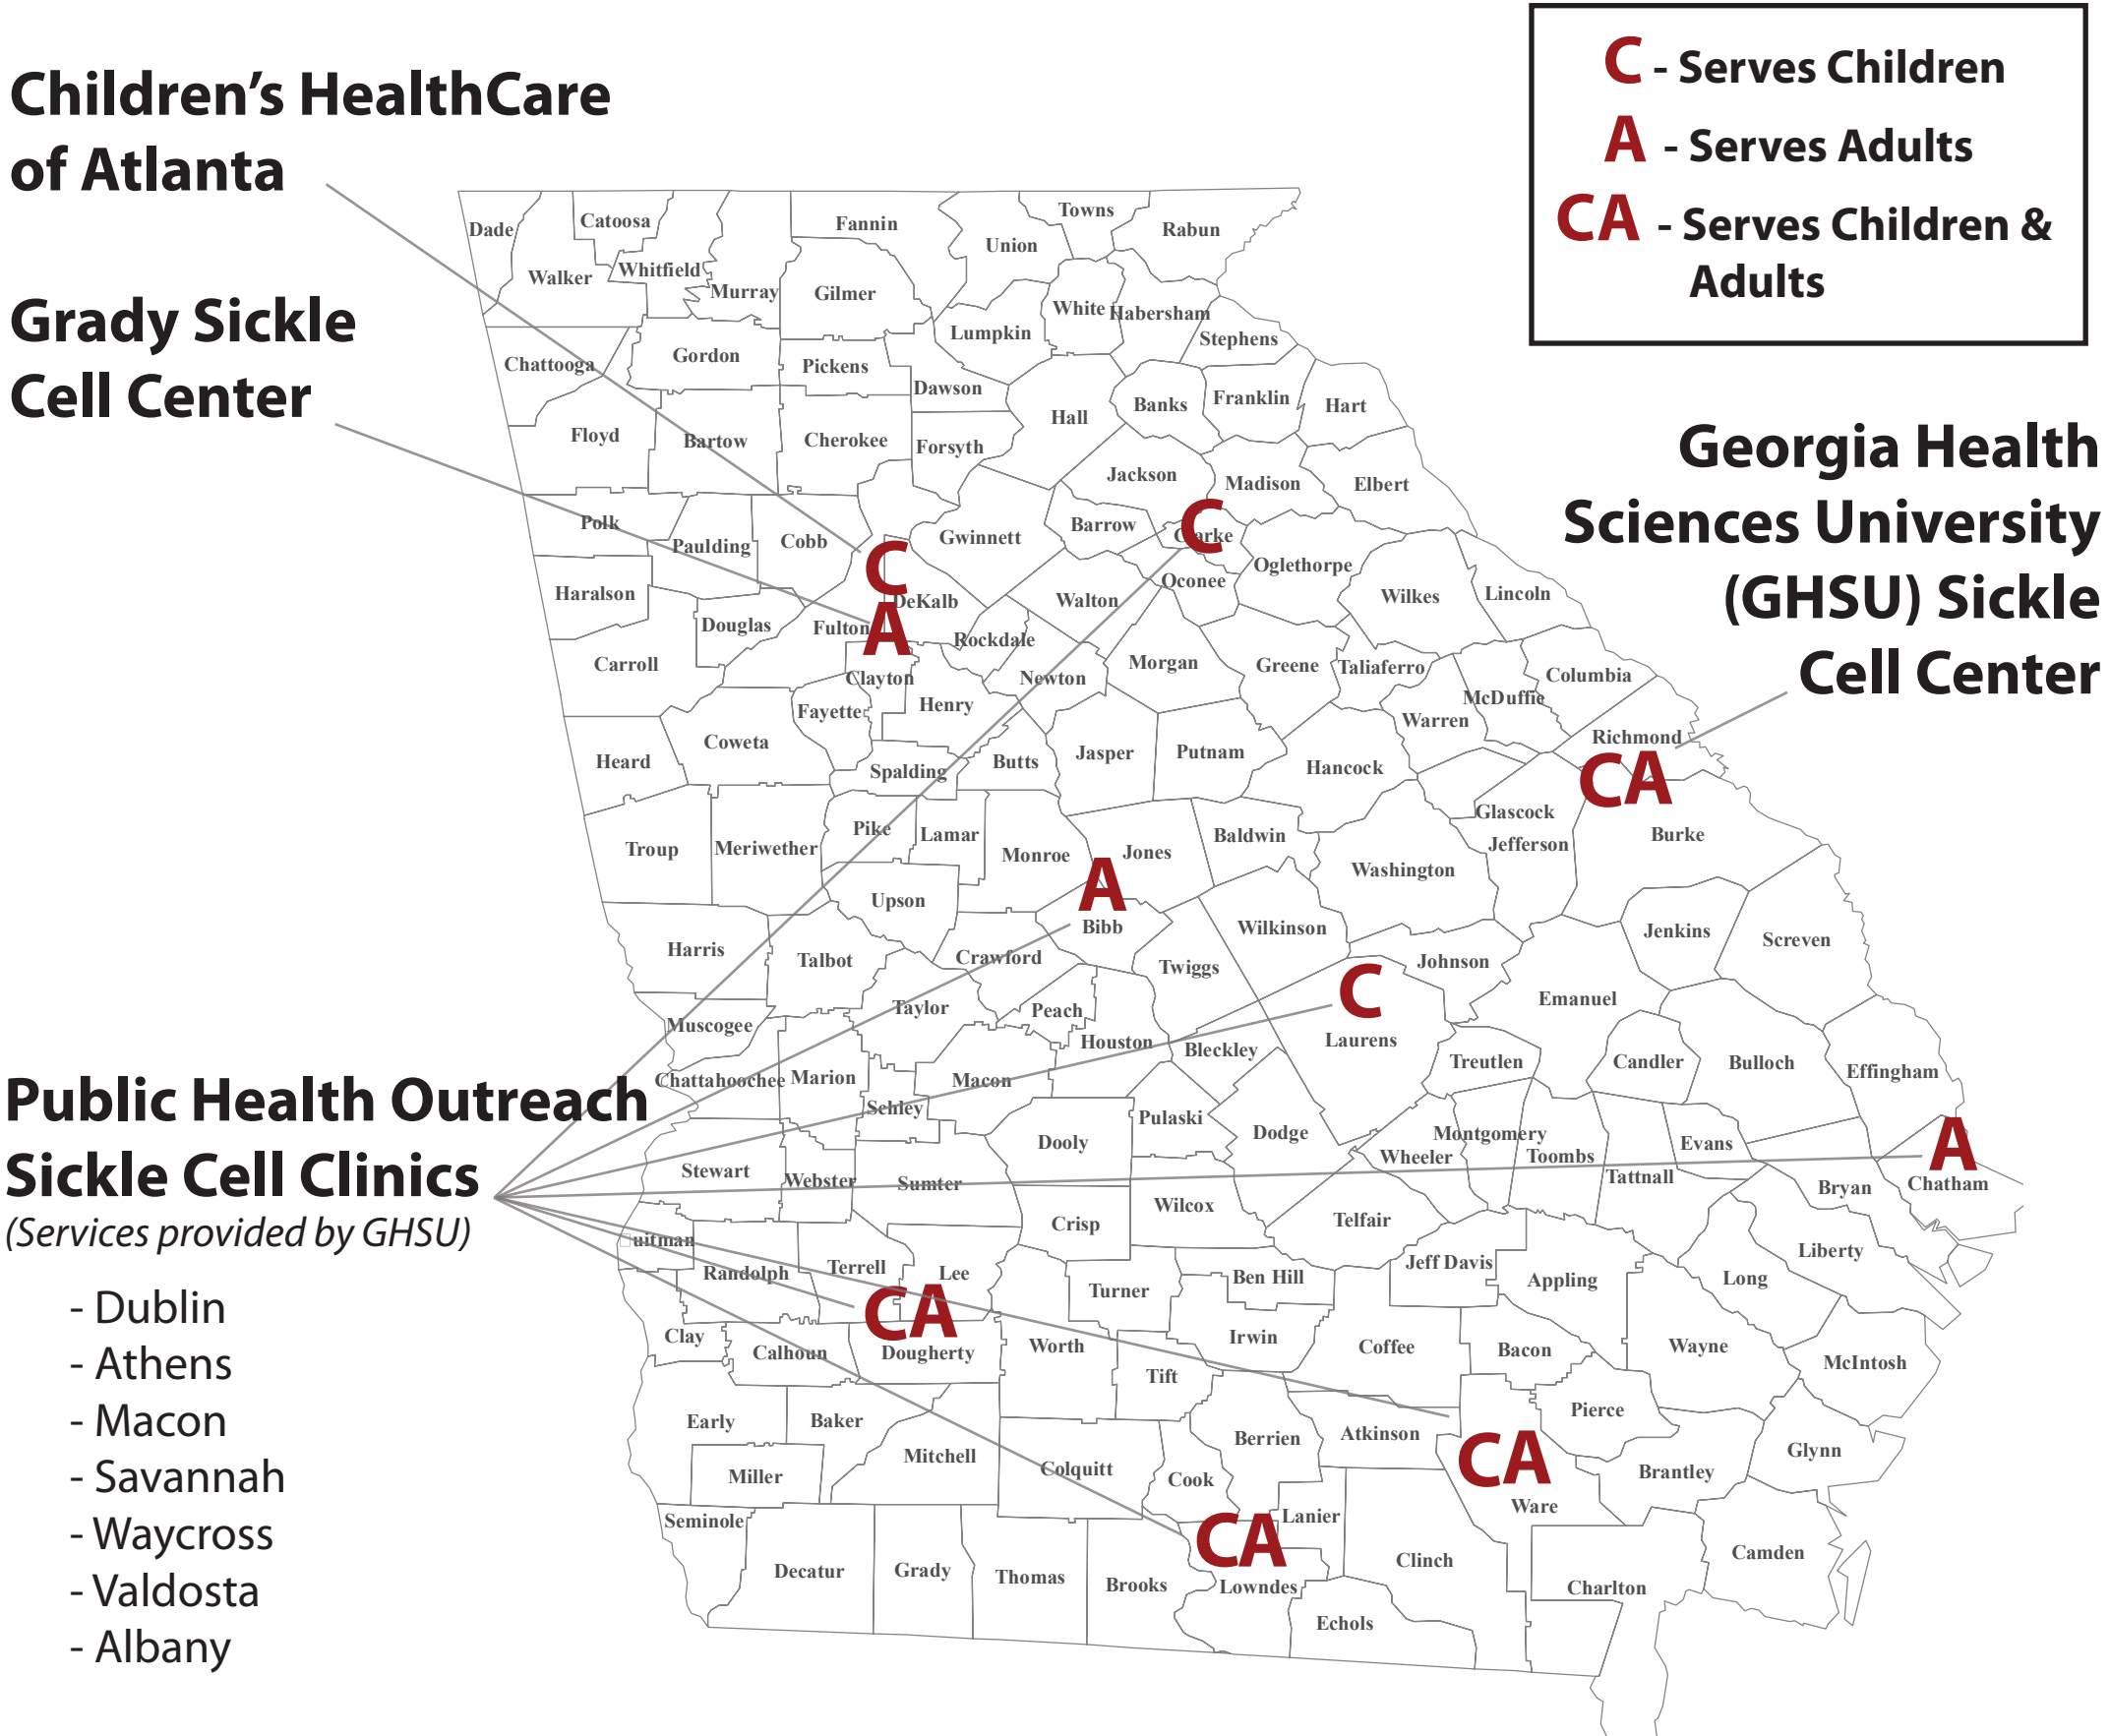 Children's HealthCare
of Atlanta
Grady Sickle
Cell Center
C - Serves Children
A - Serves Adults
CA - Serves Children &
Adults
Georgia Health
Sciences University
(GHSU) Sickle
Cell Center
Public Health Outreach
Sickle Cell Clinics
(Services provided by GHSU)
- Dublin
- Athens
- Macon
- Savannah
- Waycross
- Valdosta
- Albany
Dade
Catoosa
Fannin
Towns
Rabun
Union
Walker
Whitfield
Murray
Gilmer
White
Habersham
Lumpkin
Stephens
Chattooga
Gordon
Pickens
Dawson
Hall
Banks
Franklin
Hart
Floyd
Bartow
Cherokee
Forsyth
Jackson
Madison
Elbert
Polk
Paulding
Cobb
Gwinnett
Barrow
C
Clarke
Oglethorpe
C
Haralson
Douglas
Fulton
A
DeKalb
Rockdale
Walton
Oconee
Wilkes
Lincoln
Carroll
Clayton
Henry
Newton
Morgan
Greene
Taliaferro
McDuffie
Columbia
Fayette
Coweta
Heard
Spalding
Butts
Jasper
Putnam
Hancock
Warren
Richmond
CA
Glascock
Jefferson
Burke
Troup
Meriwether
Pike
Lamar
Monroe
Jones
Baldwin
Washington
A
Bibb
Upson
Harris
Talbot
Crawford
Twiggs
Wilkinson
Johnson
Jenkins
Screven
C
Laurens
Emanuel
Muscogee
Taylor
Peach
Houston
Bleckley
Treutlen
Candler
Bulloch
Effingham
Chattahoochee
Marion
Schley
Macon
Pulaski
Dooly
Dodge
Wheeler
Montgomery
Toombs
Tattnall
Evans
A
Chatham
Bryan
Stewart
Webster
Sumter
Crisp
Wilcox
Telfair
Jeff Davis
Appling
Long
Liberty
uitman
Randolph
Terrell
Lee
CA
Dougherty
Turner
Ben Hill
Irwin
Coffee
Bacon
Wayne
McIntosh
Clay
Calhoun
Worth
Tift
Early
Baker
Mitchell
Miller
Colquitt
Cook
Berrien
Atkinson
Pierce
CA
Ware
Brantley
Glynn
Seminole
Decatur
Grady
Thomas
Brooks
CA
Lowndes
Lanier
Clinch
Echols
Charlton
Camden